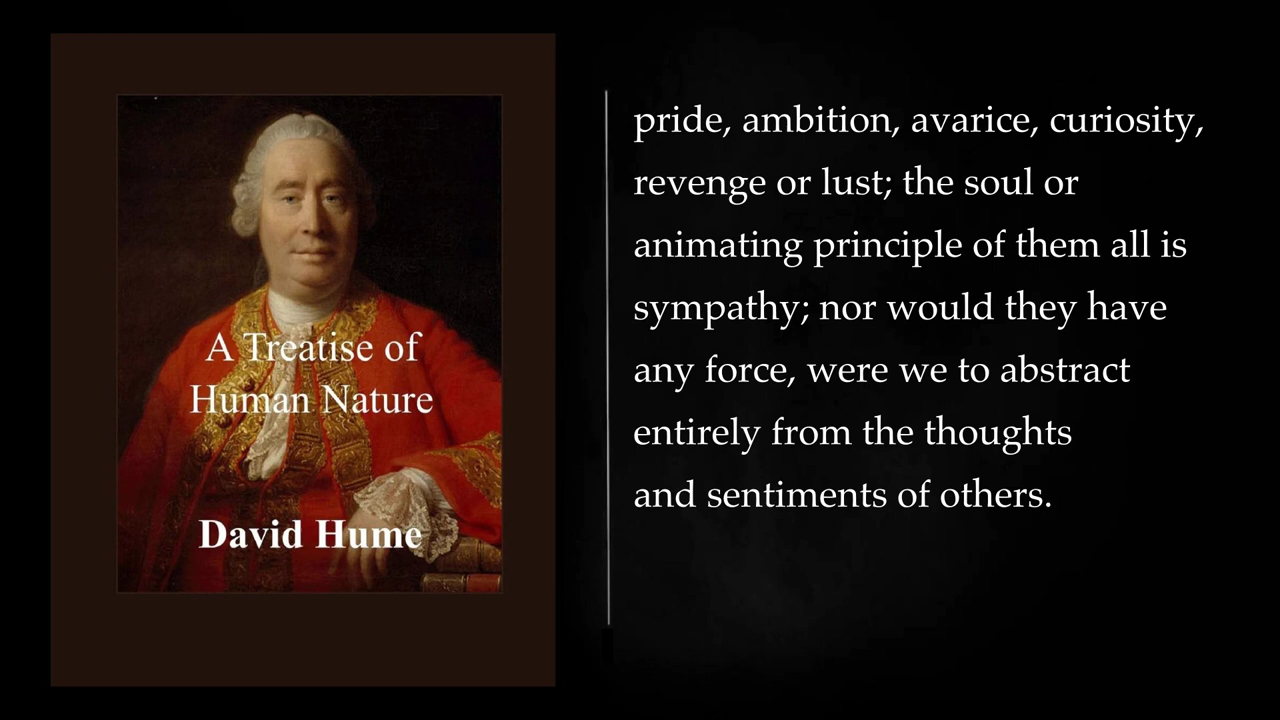 A Treatise of
Human Nature
David Hume
pride, ambition, avarice, curiosity,
revenge or lust; the soul or
animating principle of them all is
sympathy; nor would they have
any force, were we to abstract
entirely from the thoughts
and sentiments of others.